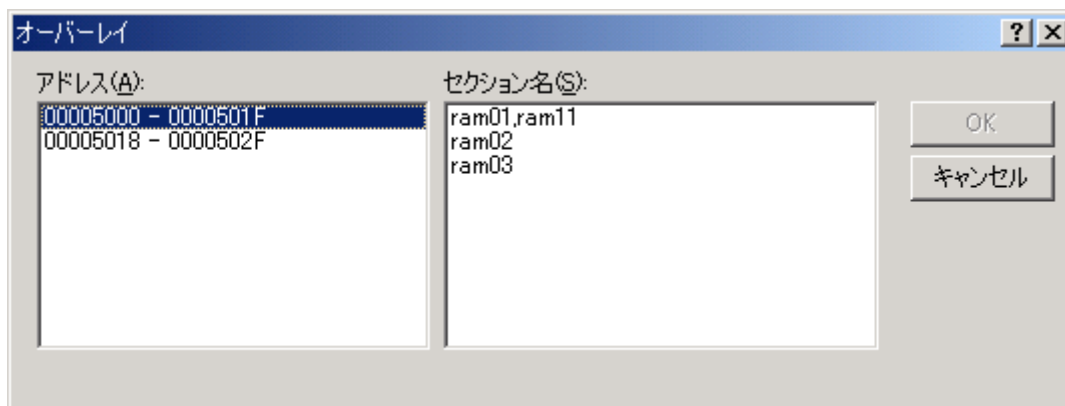 オーバーレイ
アドレス(A):
00005000 - 0000501F
00005018 - 0000502F
セクション名(S):
ram01,ram11
ram02
ram03
OK
キャンセル